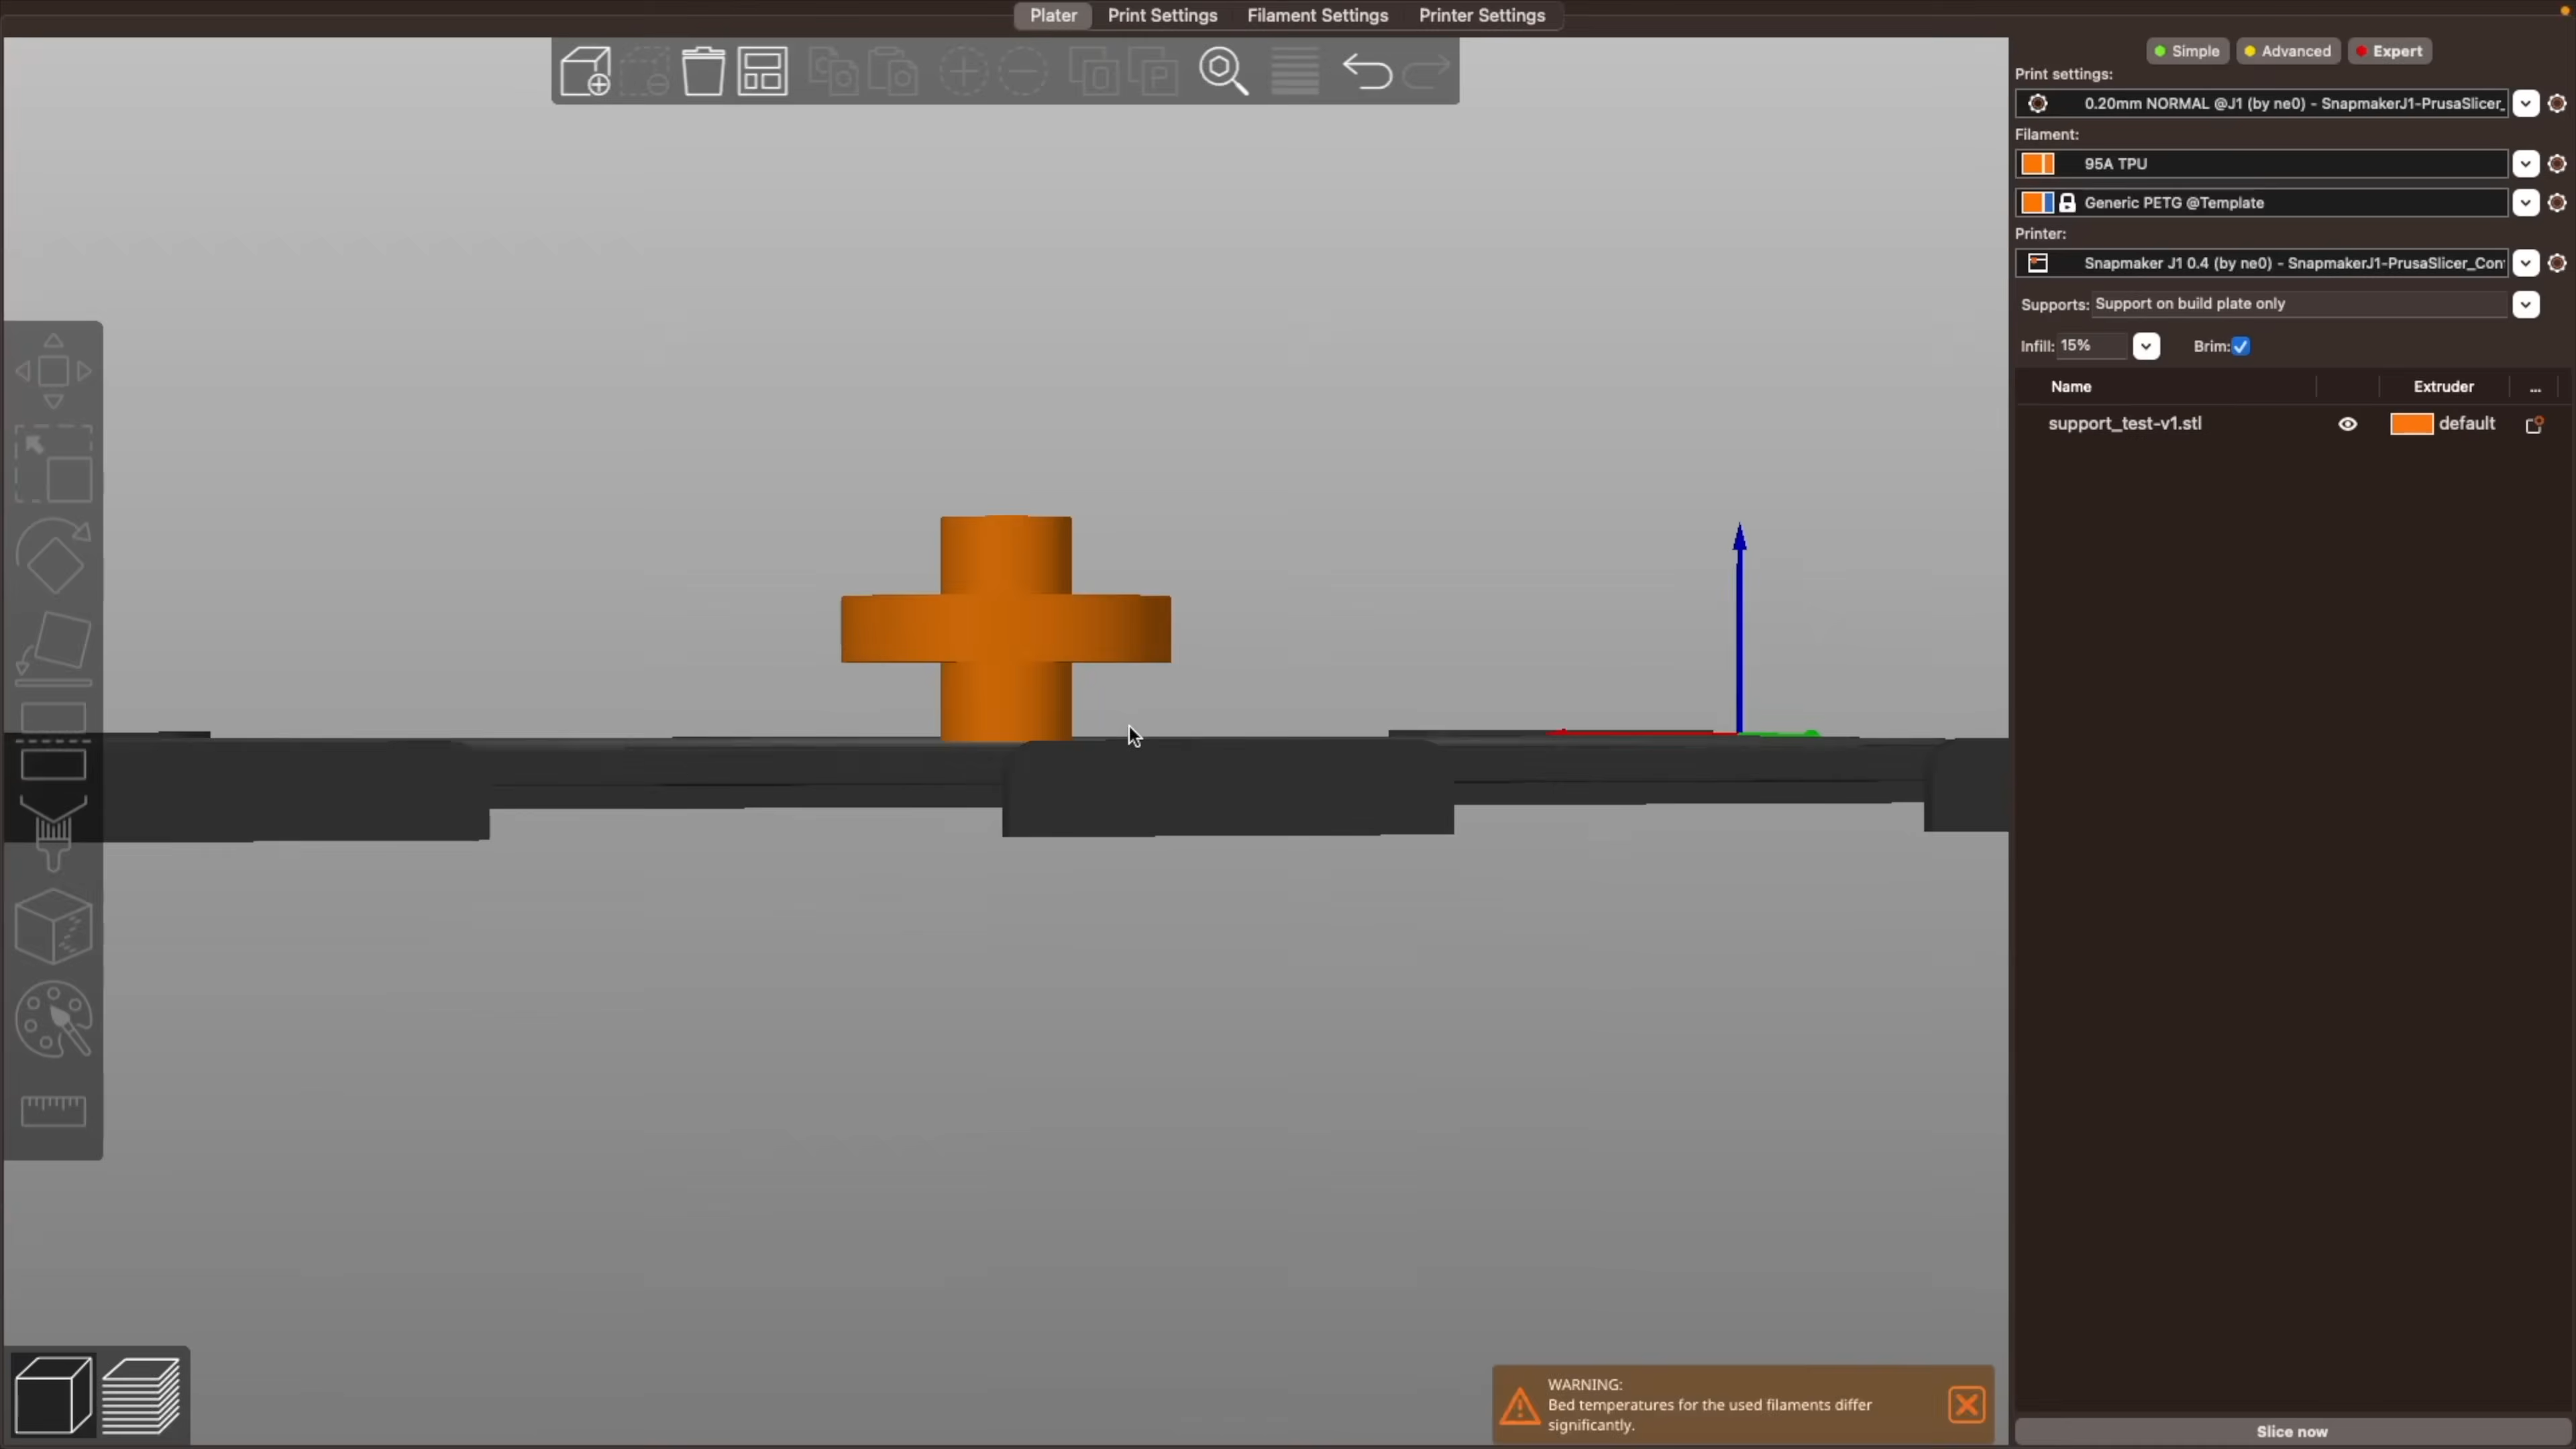 Plater
Print Settings
Filament Settings
Printer Settings
Simple
Advanced
Expert
Print settings:
0.20mm NORMAL @J1 (by ne0) - SnapmakerJ1-PrusaSlicer_
Filament:
95A TPU
Generic PETG @Template
Printer:
Snapmaker J1 0.4 (by ne0) - SnapmakerJ1-PrusaSlicer_Con
Supports: Support on build plate only
Infill: 15%
Brim:
Name
Extruder
...
support_test-v1.stl
default
WARNING:
Bed temperatures for the used filaments differ
significantly.
Slice now